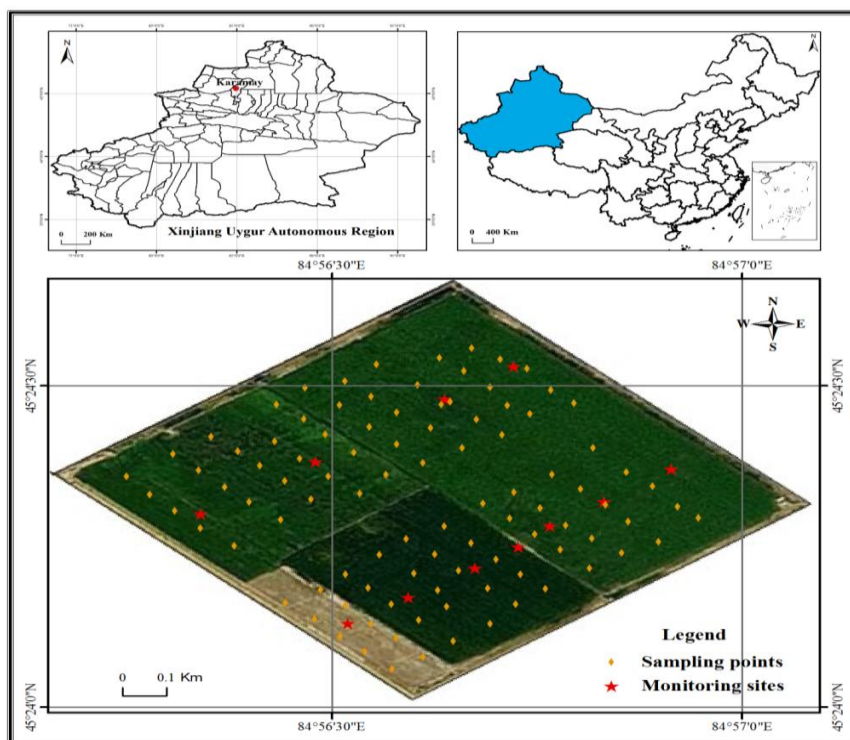 N
Karamay
0 200 Km
Xinjiang Uygur Autonomous Region
N
0 400 Km
84°56'30"E
84°57'0"E
N
W E
S
45°24'30"N
45°24'30"N
45°24'0"N
45°24'0"N
0 0.1 Km
Legend
Sampling points
Monitoring sites
84°56'30"E
84°57'0"E